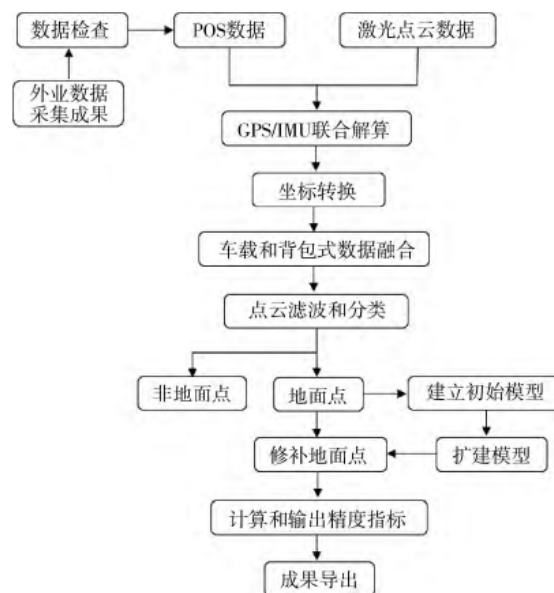 数据检查
POS数据
激光点云数据
外业数据
采集成果
GPS/IMU联合解算
坐标转换
车载和背包式数据融合
点云滤波和分类
非地面点
地面点
建立初始模型
修补地面点
扩建模型
计算和输出精度指标
成果导出